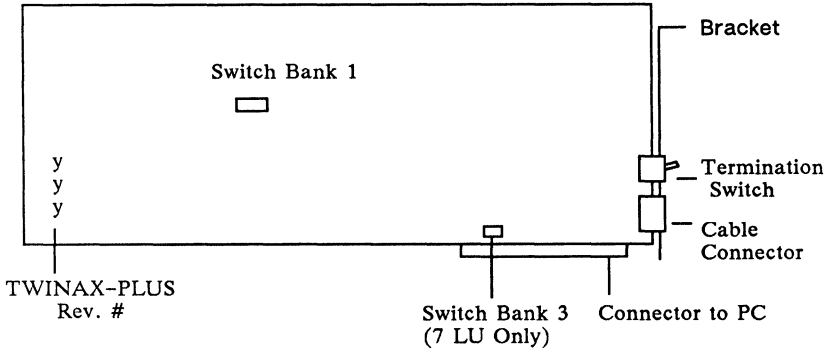 Bracket
Switch Bank 1
y
y
y
Termination
Switch
Cable
Connector
TWINAX-PLUS
Rev. #
Switch Bank 3
(7 LU Only)
Connector to PC